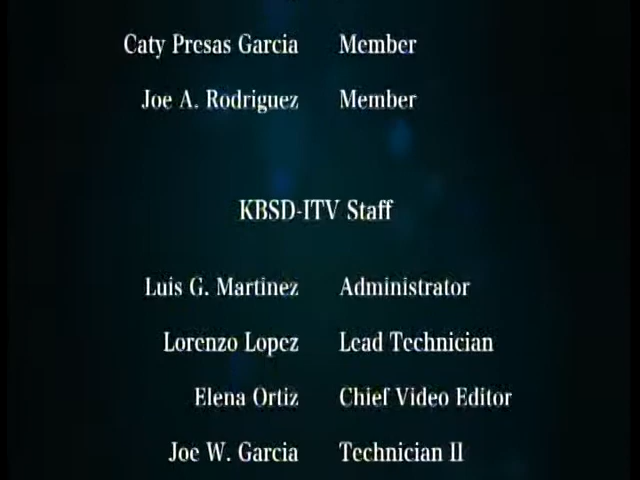 Caty Presas Garcia Member
Joe A. Rodriguez Member
KBSD-ITV Staff
Luis G. Martinez Administrator
Lorenzo Lopez Lead Technician
Elena Ortiz Chief Video Editor
Joe W. Garcia Technician II